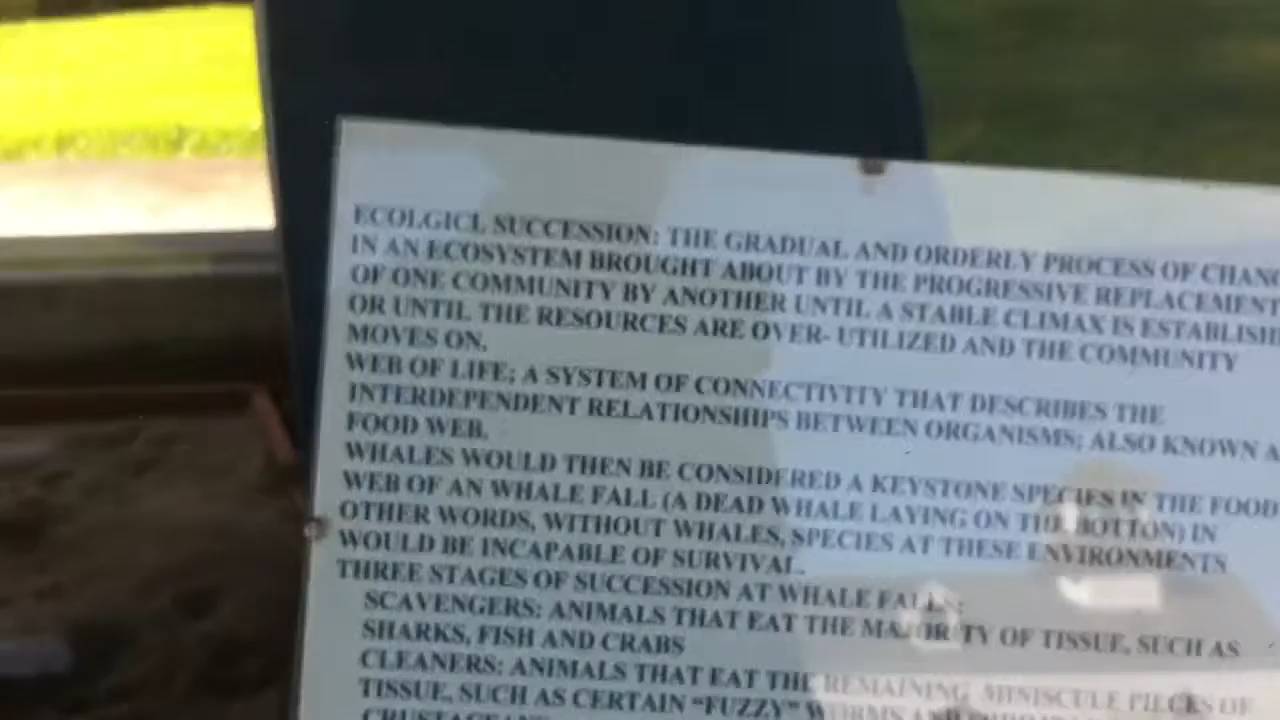 ECOLGICL SUCCESSION: THE GRADUAL AND ORDERLY PROCESS OF CHANG
IN AN ECOSYSTEM BROUGHT ABOUT BY THE PROGRESSIVE REPLACEMENT
OF ONE COMMUNITY BY ANOTHER UNTIL A STABLE CLIMAX IS ESTABLISH
OR UNTIL THE RESOURCES ARE OVER- UTILIZED AND THE COMMUNITY
MOVES ON.
WEB OF LIFE; A SYSTEM OF CONNECTIVITY THAT DESCRIBES THE
INTERDEPENDENT RELATIONSHIPS BETWEEN ORGANISMS; ALSO KNOWN A
FOOD WEB.
WHALES WOULD THEN BE CONSIDERED A KEYSTONE SPECIES IN THE FOOD
WEB OF AN WHALE FALL (A DEAD WHALE LAYING ON THE BOTTON) IN
OTHER WORDS, WITHOUT WHALES, SPECIES AT THESE ENVIRONMENTS
WOULD BE INCAPABLE OF SURVIVAL.
THREE STAGES OF SUCCESSION AT WHALE FALLS:
SCAVENGERS: ANIMALS THAT EAT THE MAJORITY OF TISSUE, SUCH AS
SHARKS, FISH AND CRABS
CLEANERS: ANIMALS THAT EAT THE REMAINING MINISCULE PIECES OF
TISSUE, SUCH AS CERTAIN "FUZZY" WORMS AND